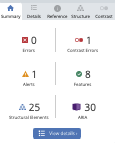 Summary Details Reference Structure Contrast
0 1
Errors Contrast Errors
1 8
Alerts Features
25 30
Structural Elements ARIA
View details ›